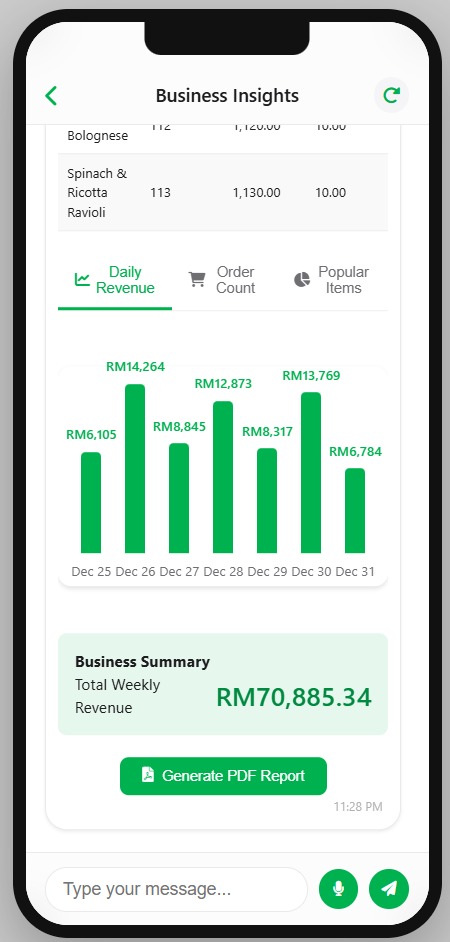 Business Insights
Bolognese 112 1,120.00 10.00
Spinach &
Ricotta 113 1,130.00 10.00
Ravioli
Daily Order Popular
Revenue Count Items
RM14,264
RM13,769
RM12,873
RM8,845
RM8,317
RM6,105
RM6,784
Dec 25 Dec 26 Dec 27 Dec 28 Dec 29 Dec 30 Dec 31
Business Summary
Total Weekly
Revenue
RM70,885.34
Generate PDF Report
11:28 PM
Type your message...